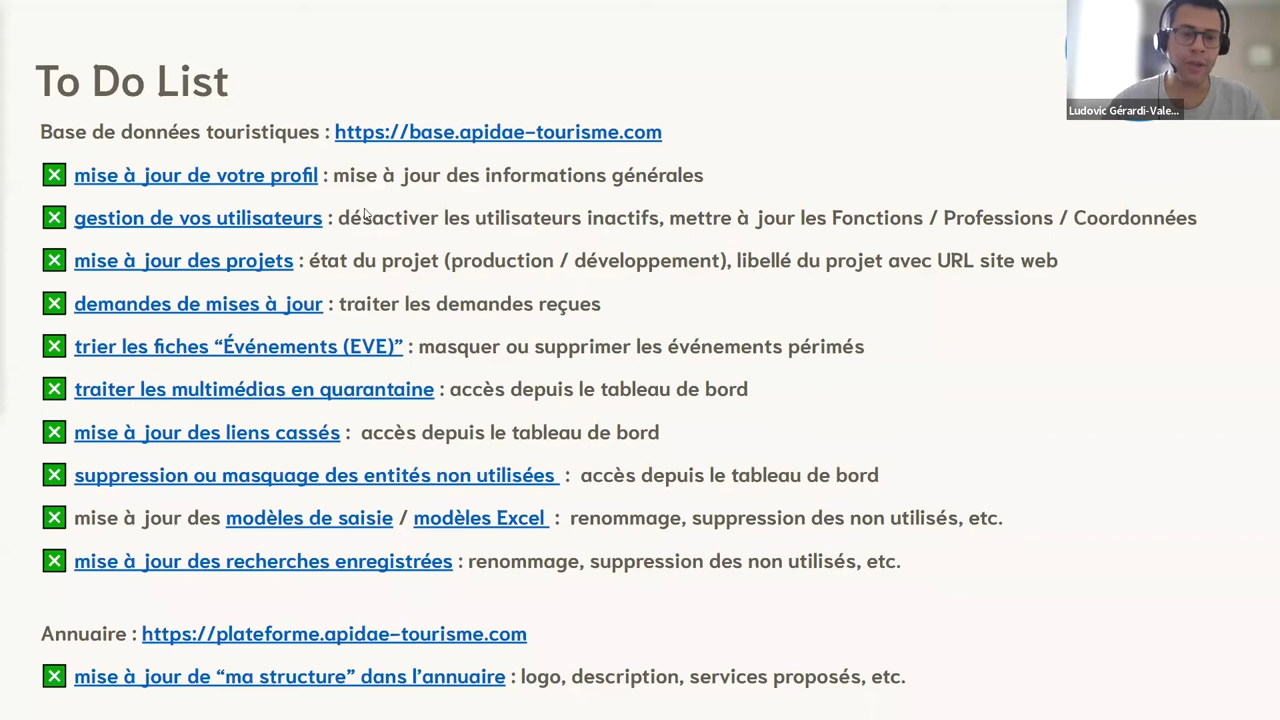 To Do List
Base de données touristiques : https://base.apidae-tourisme.com
mise à jour de votre profil : mise à jour des informations générales
gestion de vos utilisateurs : désactiver les utilisateurs inactifs, mettre à jour les Fonctions / Professions / Coordonnées
mise à jour des projets : état du projet (production / développement), libellé du projet avec URL site web
demandes de mises à jour : traiter les demandes reçues
trier les fiches “Événements (EVE)” : masquer ou supprimer les événements périmés
traiter les multimédias en quarantaine : accès depuis le tableau de bord
mise à jour des liens cassés : accès depuis le tableau de bord
suppression ou masquage des entités non utilisées : accès depuis le tableau de bord
mise à jour des modèles de saisie / modèles Excel : renommage, suppression des non utilisés, etc.
mise à jour des recherches enregistrées : renommage, suppression des non utilisés, etc.
Annuaire : https://plateforme.apidae-tourisme.com
mise à jour de “ma structure” dans l’annuaire : logo, description, services proposés, etc.
Ludovic Gérardi-Vale...